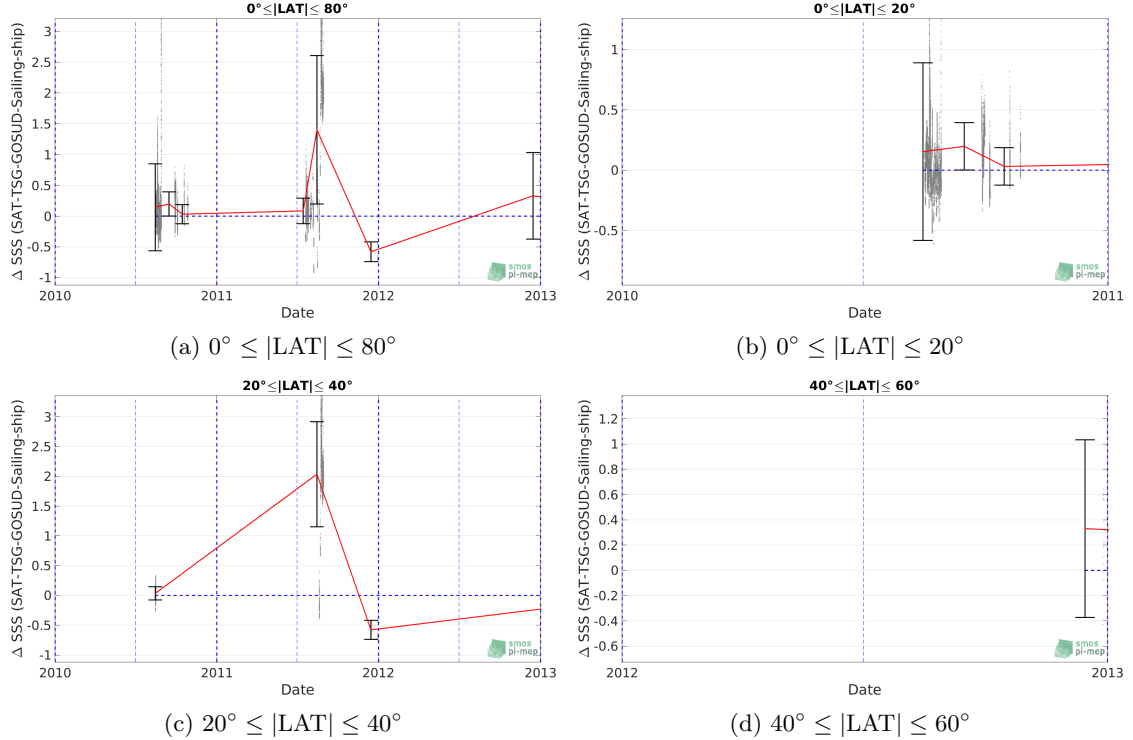 0°≤|LAT|≤ 80°
Δ SSS (SAT-TSG-GOSUD-Sailing-ship)
3
2.5
2
1.5
1
0.5
0
-0.5
-1
2010 2011 2012 2013
Date
smos
pi-mep
(a) 0° ≤ |LAT| ≤ 80°
0°≤|LAT|≤ 20°
Δ SSS (SAT-TSG-GOSUD-Sailing-ship)
1
0.5
0
-0.5
2010 2011
Date
smos
pi-mep
(b) 0° ≤ |LAT| ≤ 20°
20°≤|LAT|≤ 40°
Δ SSS (SAT-TSG-GOSUD-Sailing-ship)
3
2.5
2
1.5
1
0.5
0
-0.5
-1
2010 2011 2012 2013
Date
smos
pi-mep
(c) 20° ≤ |LAT| ≤ 40°
40°≤|LAT|≤ 60°
Δ SSS (SAT-TSG-GOSUD-Sailing-ship)
1.2
1
0.8
0.6
0.4
0.2
0
-0.2
-0.4
-0.6
2012 2013
Date
smos
pi-mep
(d) 40° ≤ |LAT| ≤ 60°